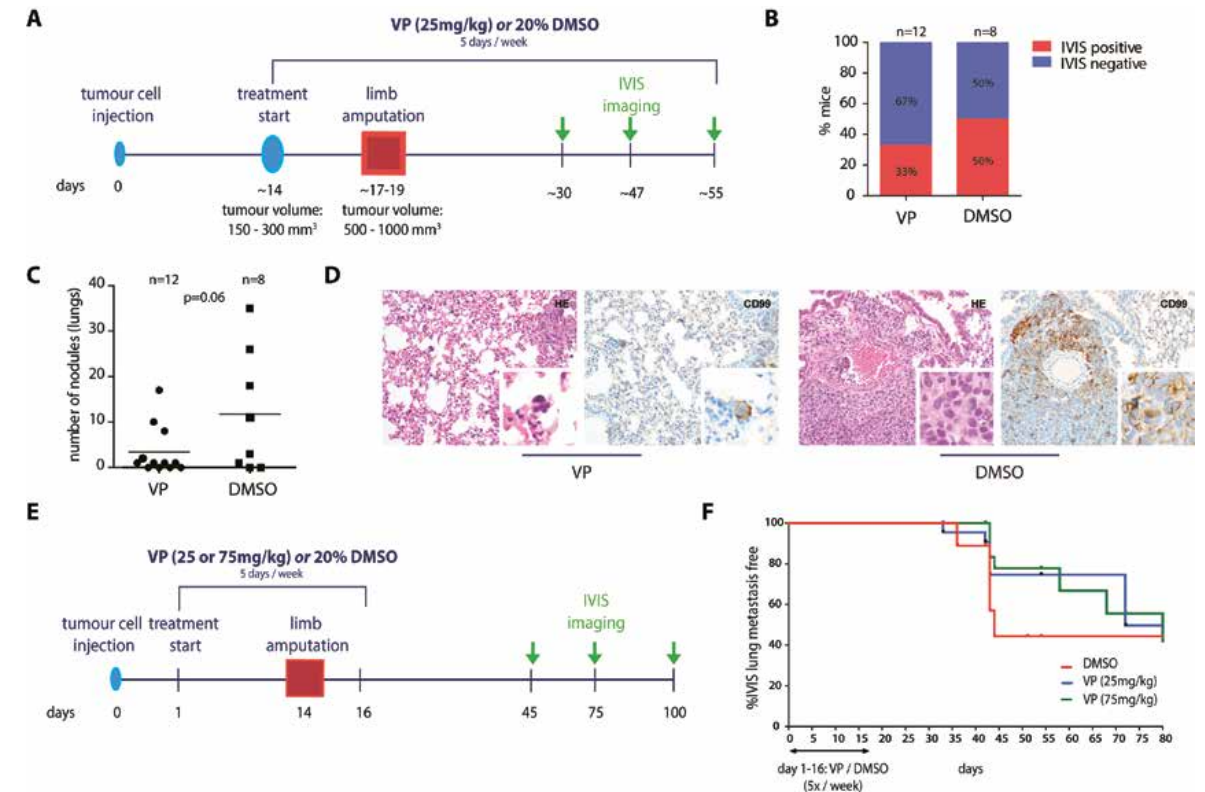 A
VP (25mg/kg) or 20% DMSO
5 days / week
tumour cell injection
treatment start
limb amputation
IVIS imaging
days
0
~14
~17-19
~30
~47
~55
tumour volume:
150 - 300 mm³
tumour volume:
500 - 1000 mm³
B
n=12
n=8
IVIS positive
IVIS negative
% mice
100
80
60
40
20
0
67%
33%
50%
50%
VP
DMSO
C
n=12
n=8
p=0.06
number of nodules (lungs)
40
30
20
10
0
VP
DMSO
D
HE
CD99
HE
CD99
VP
DMSO
E
VP (25 or 75mg/kg) or 20% DMSO
5 days / week
tumour cell injection
treatment start
limb amputation
IVIS imaging
days
0
1
14
16
45
75
100
F
%IVIS lung metastasis free
100
80
60
40
20
0
DMSO
VP (25mg/kg)
VP (75mg/kg)
0 5 10 15 20 25 30 35 40 45 50 55 60 65 70 75 80
day 1-16: VP / DMSO
(5x / week)
days